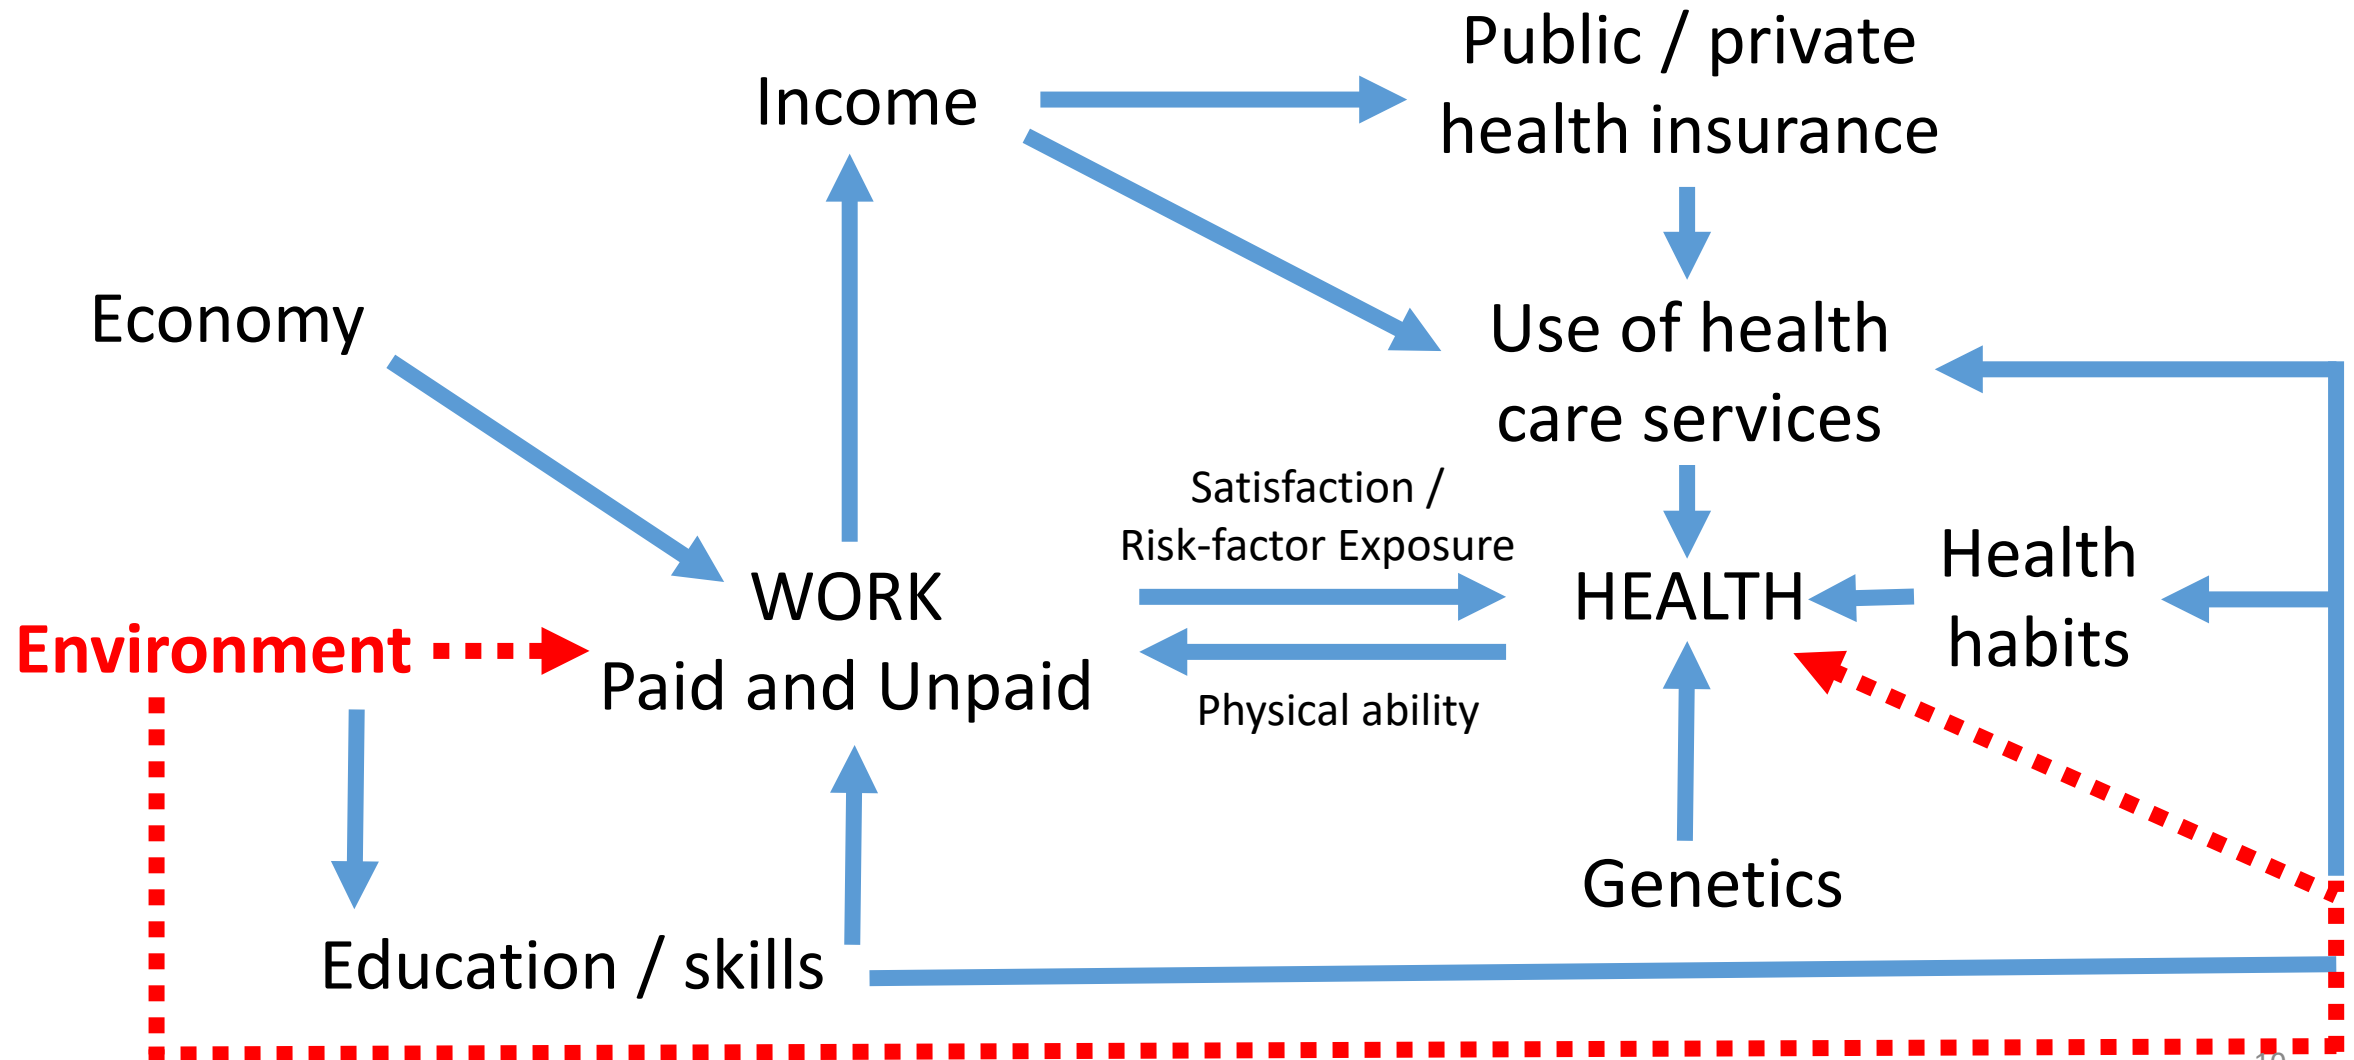 Public / private
health insurance
Income
Economy
Use of health
care services
Satisfaction /
Risk-factor Exposure
WORK
Paid and Unpaid
HEALTH
Health
habits
Environment
Physical ability
Genetics
Education / skills